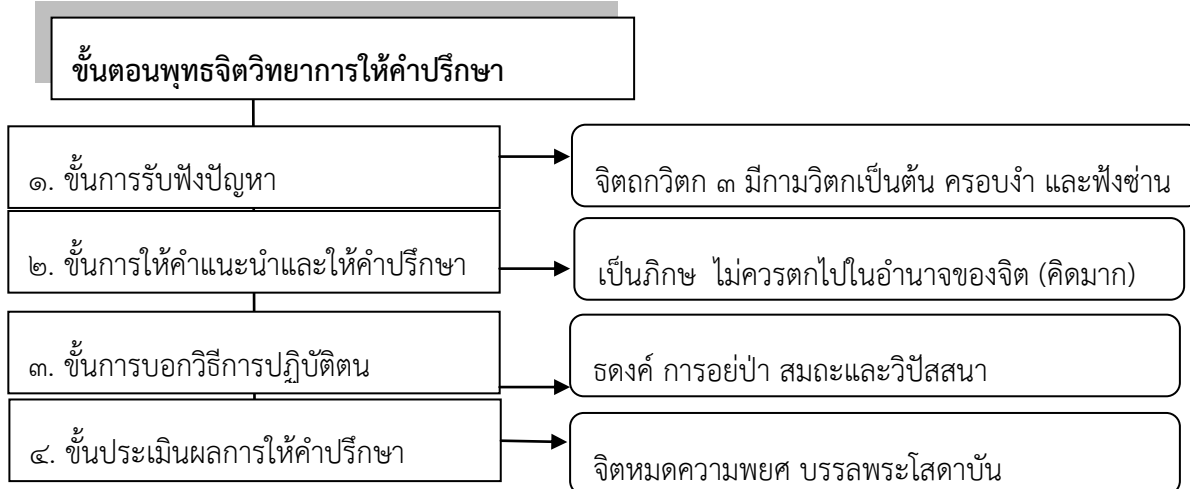 ขั้นตอนพุทธจิตวิทยาการให้คำปรึกษา
๑. ขั้นการรับฟังปัญหา
จิตถกวิตก ๓ มีกามวิตกเป็นต้น ครอบงำ และฟังซ่าน
๒. ขั้นการให้คำแนะนำและให้คำปรึกษา
เป็นภิกษ ไม่ควรตกไปในอำนาจของจิต (คิดมาก)
๓. ขั้นการบอกวิธีการปฏิบัติตน
ธดงค์ การอย่ป่า สมถะและวิปัสสนา
๔. ขั้นประเมินผลการให้คำปรึกษา
จิตหมดความพยศ บรรลพระโสดาบัน